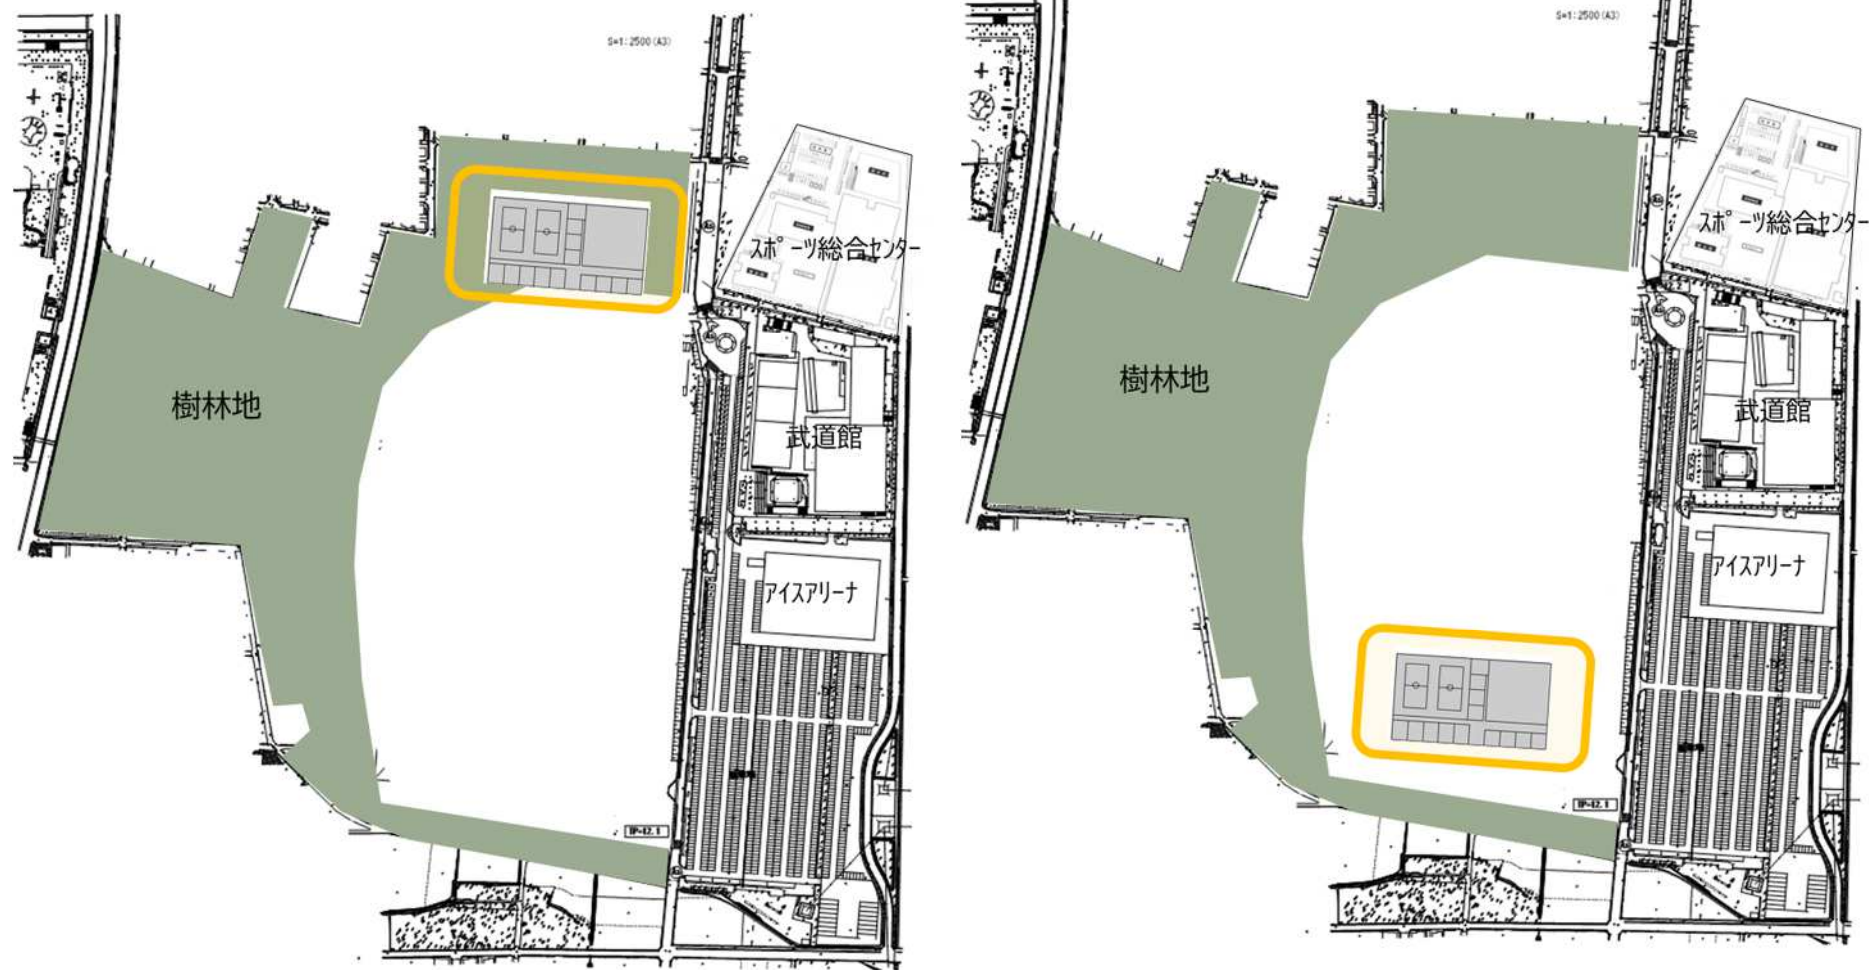 S=1:2500(A3)
スポーツ総合センター
樹林地
武道館
アイスアリーナ
S=1:2500(A3)
スポーツ総合センター
樹林地
武道館
アイスアリーナ